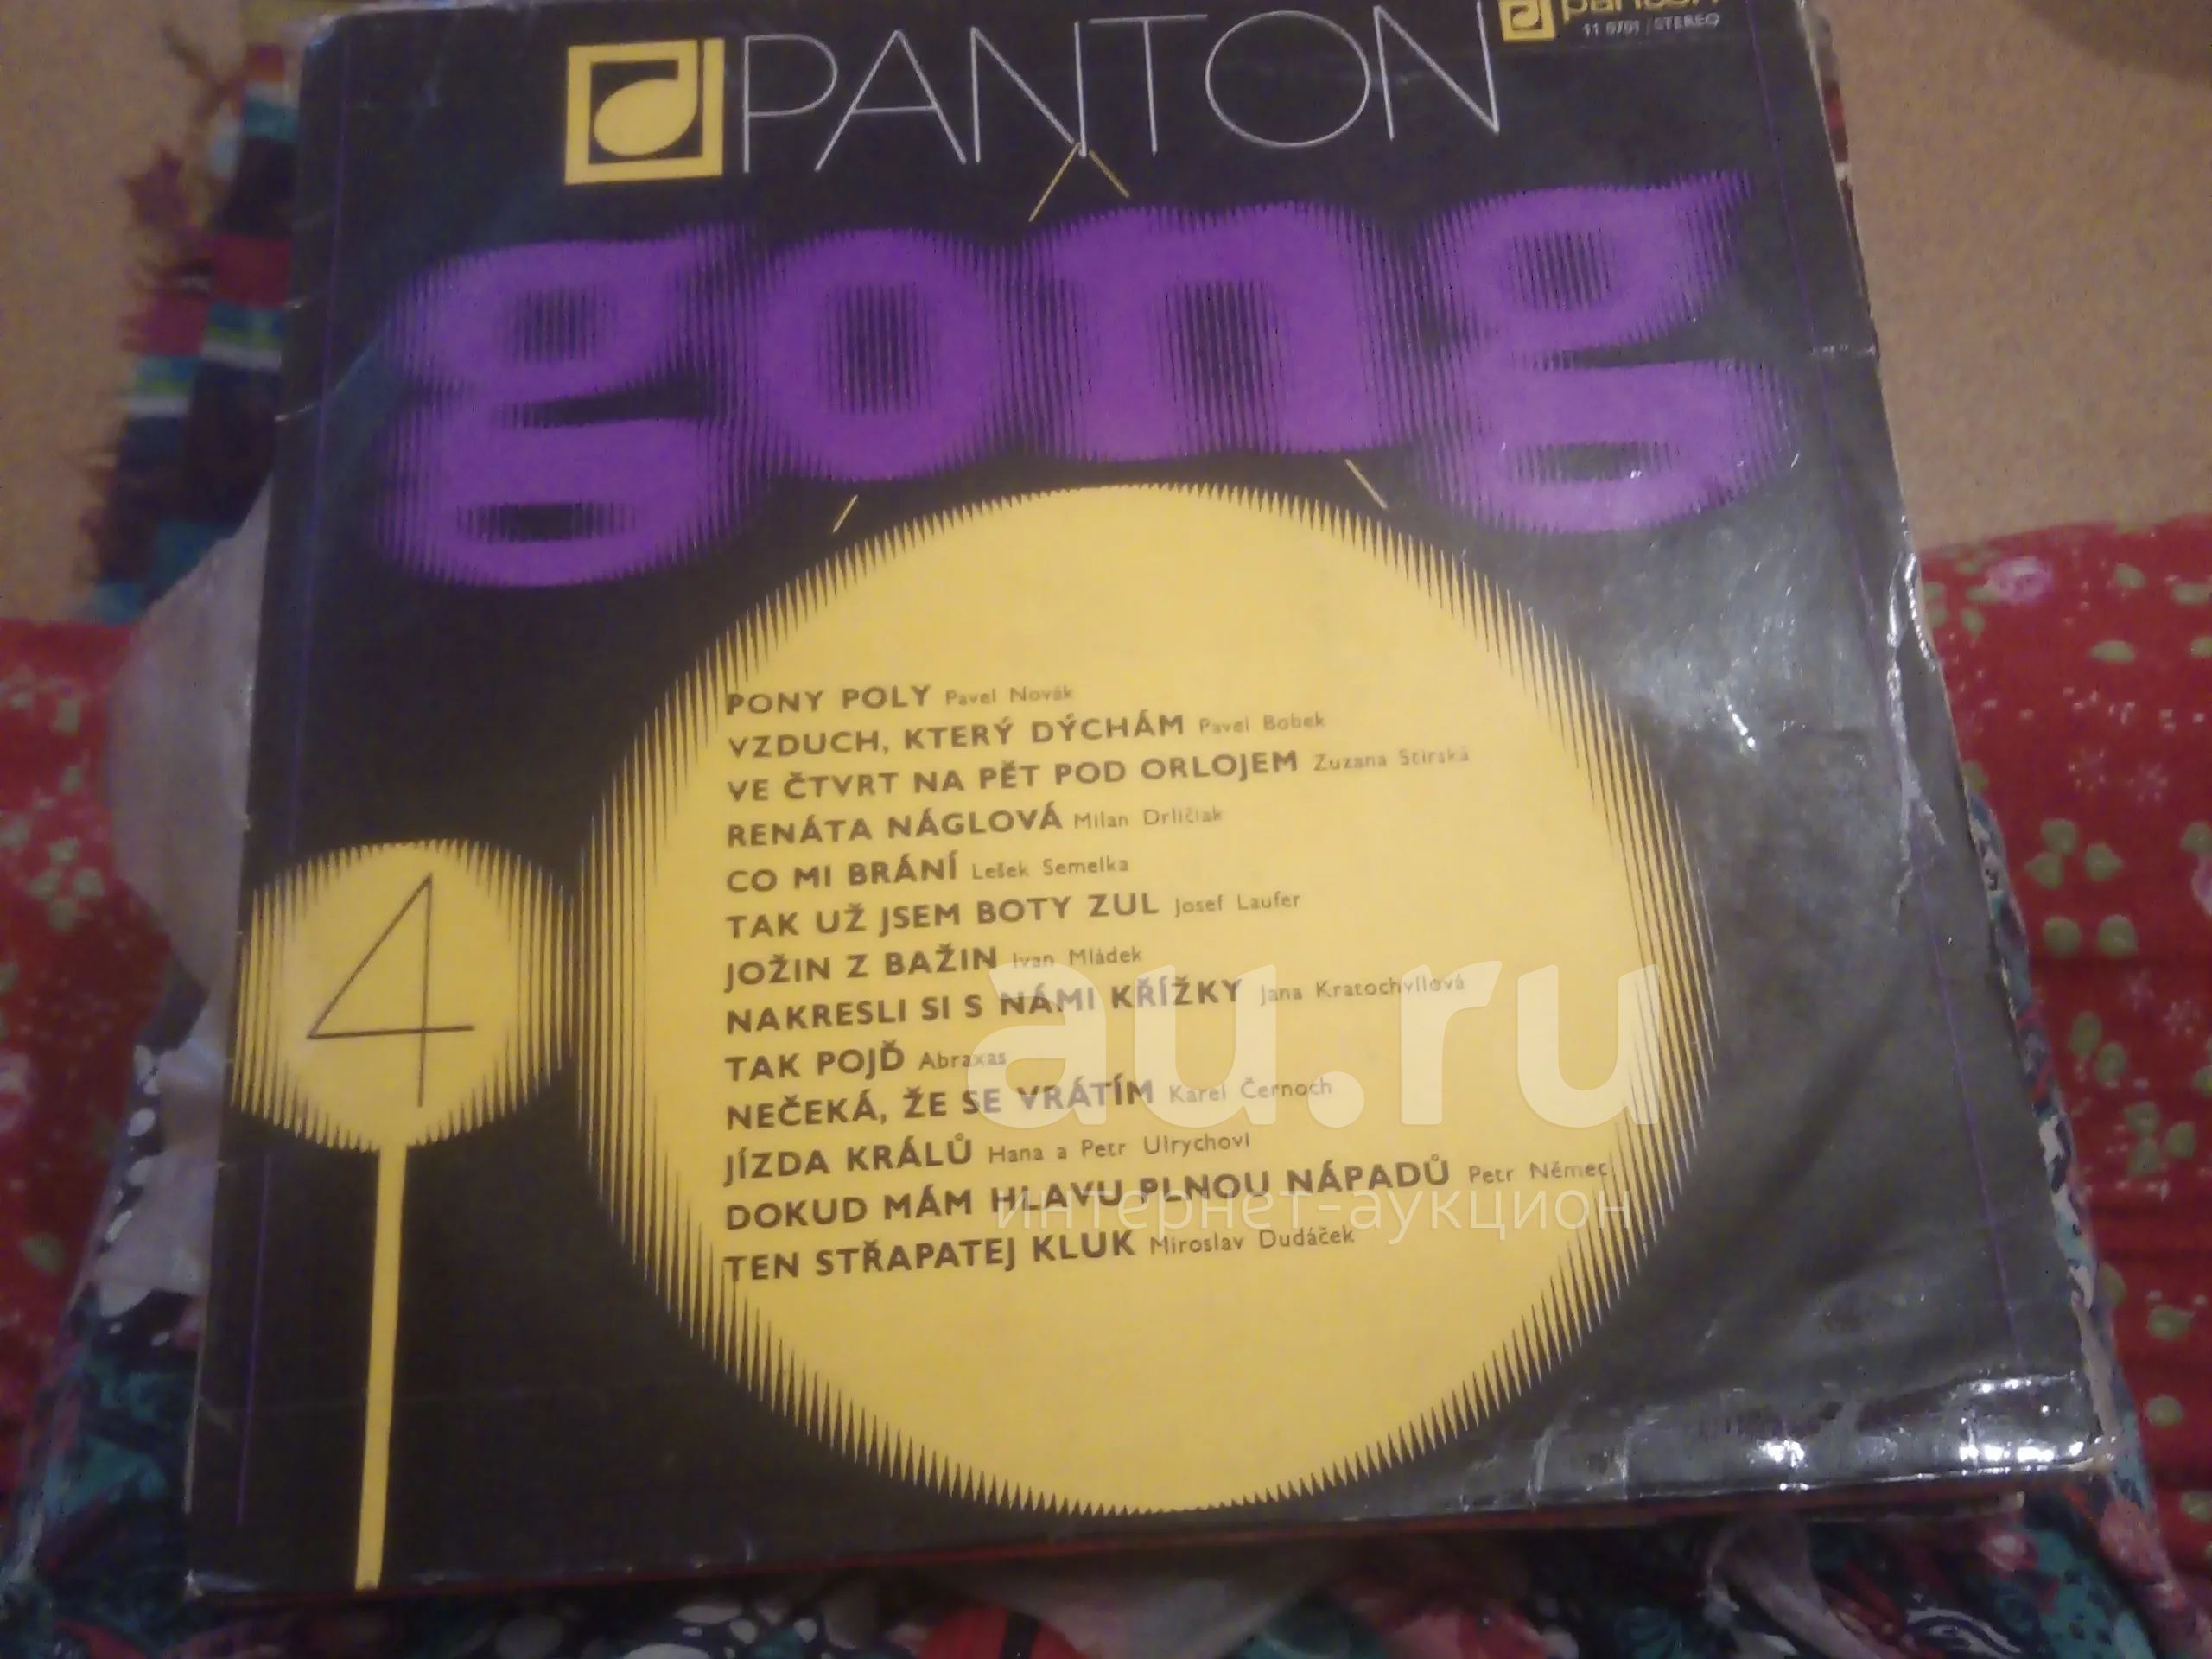 PANTON
panton
11 0701 / STEREO
gong
4
PONY POLY Pavel Novák
VZDUCH, KTERÝ DÝCHÁM Pavel Bobek
VE ČTVRT NA PĚT POD ORLOJEM Zuzana Stirská
RENÁTA NÁGLOVÁ Milan Drličiak
CO MI BRÁNÍ Lešek Semelka
TAK UŽ JSEM BOTY ZUL Josef Laufer
JOŽIN Z BAŽIN Ivan Mládek
NAKRESLI SI S NÁMI KŘÍŽKY Jana Kratochvílová
TAK POJĎ Abraxas
NEČEKÁ, ŽE SE VRÁTÍM Karel Černoch
JÍZDA KRÁLŮ Hana a Petr Ulrychovi
DOKUD MÁM HLAVU PLNOU NÁPADŮ Petr Němec
TEN STŘAPATEJ KLUK Miroslav Dudáček
au.ru
интернет-аукцион